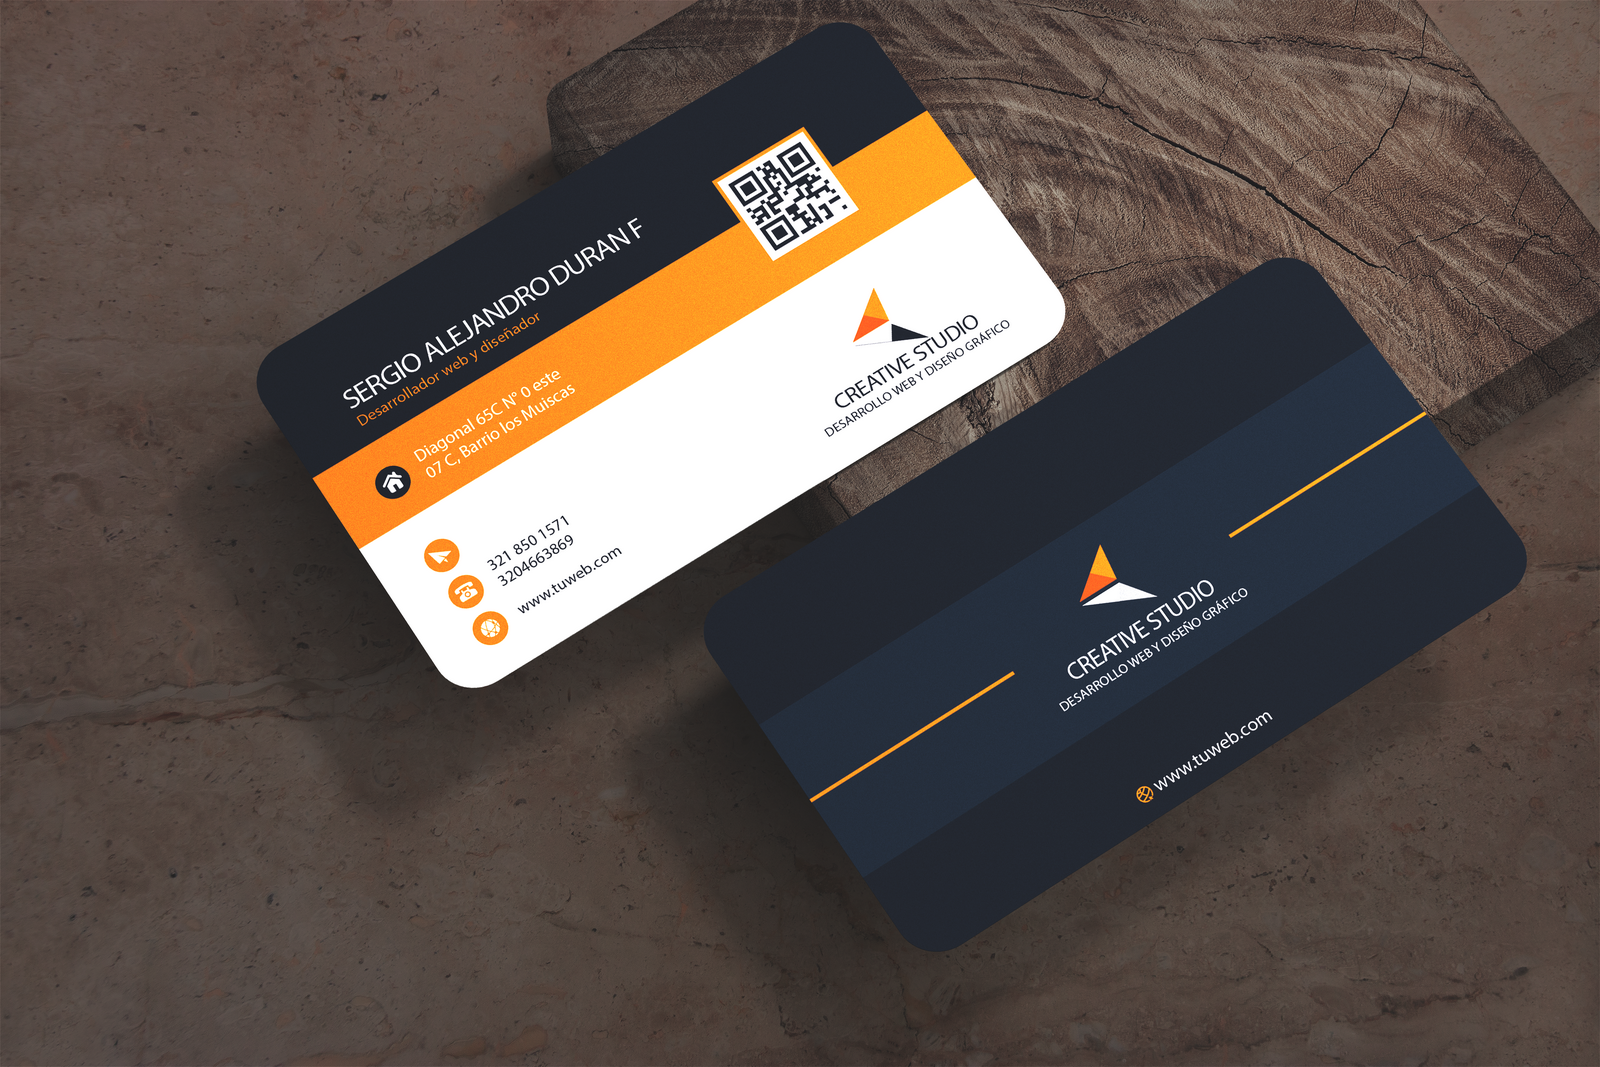 SERGIO ALEJANDRO DURAN F
Desarrollador web y diseñador
Diagonal 65C N° 0 este
07 C, Barrio los Muiscas
321 850 1571
3204663869
www.tuweb.com
CREATIVE STUDIO
DESARROLLO WEB Y DISEÑO GRÁFICO
CREATIVE STUDIO
DESARROLLO WEB Y DISEÑO GRÁFICO
www.tuweb.com